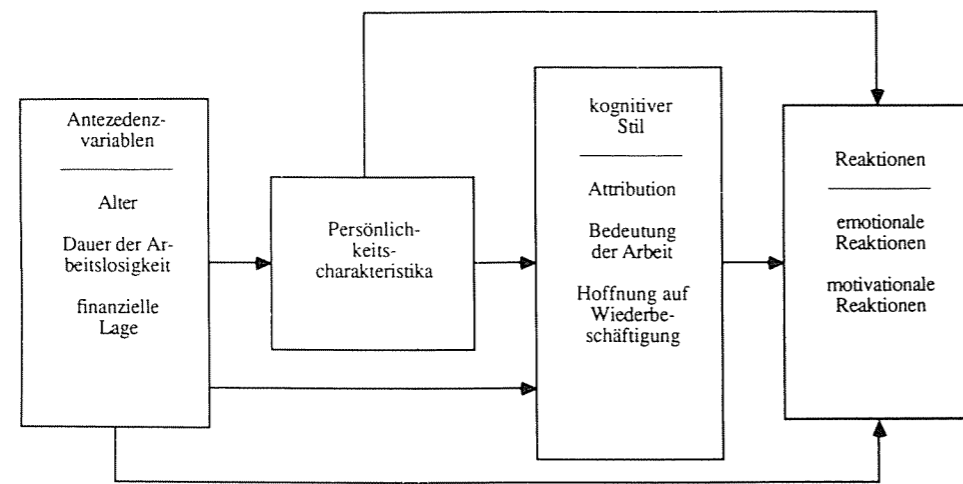 Antezedenz-
variablen
Alter
Dauer der Ar-
beitslosigkeit
finanzielle
Lage
Persönlich-
keits-
charakteristika
kognitiver
Stil
Attribution
Bedeutung
der Arbeit
Hoffnung auf
Wiederbe-
schäftigung
Reaktionen
emotionale
Reaktionen
motivationale
Reaktionen